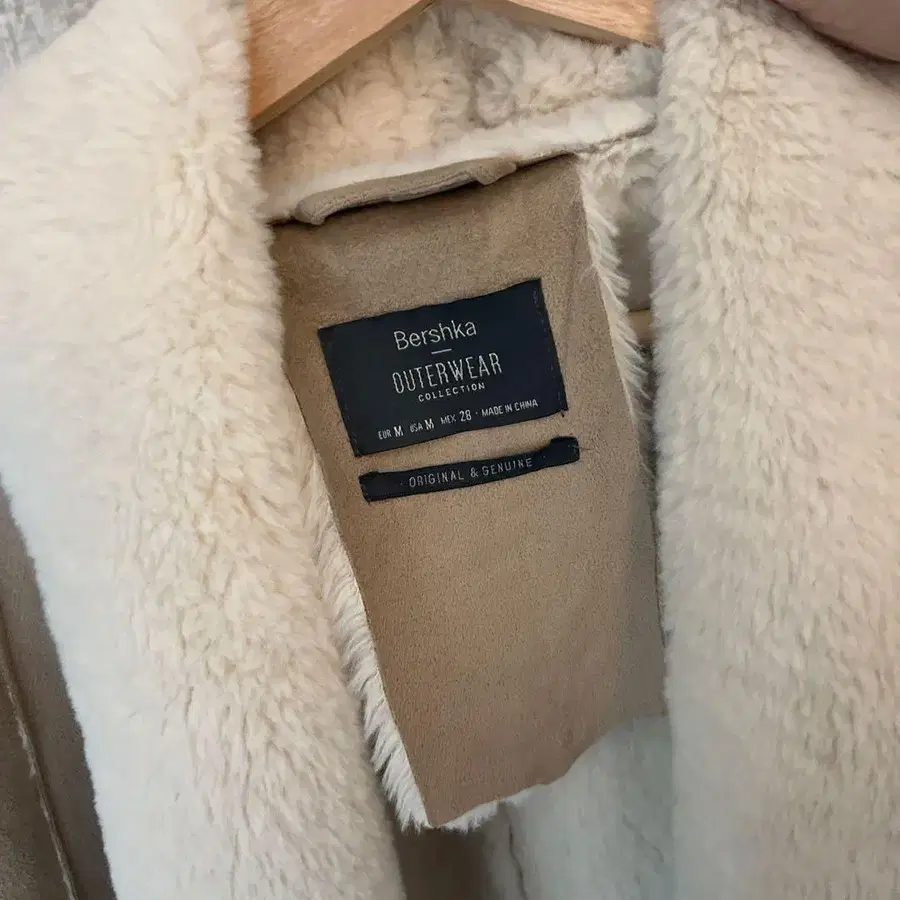 Bershka
OUTERWEAR
COLLECTION
EUR M USA M MEX 28 · MADE IN CHINA
· ORIGINAL & GENUINE